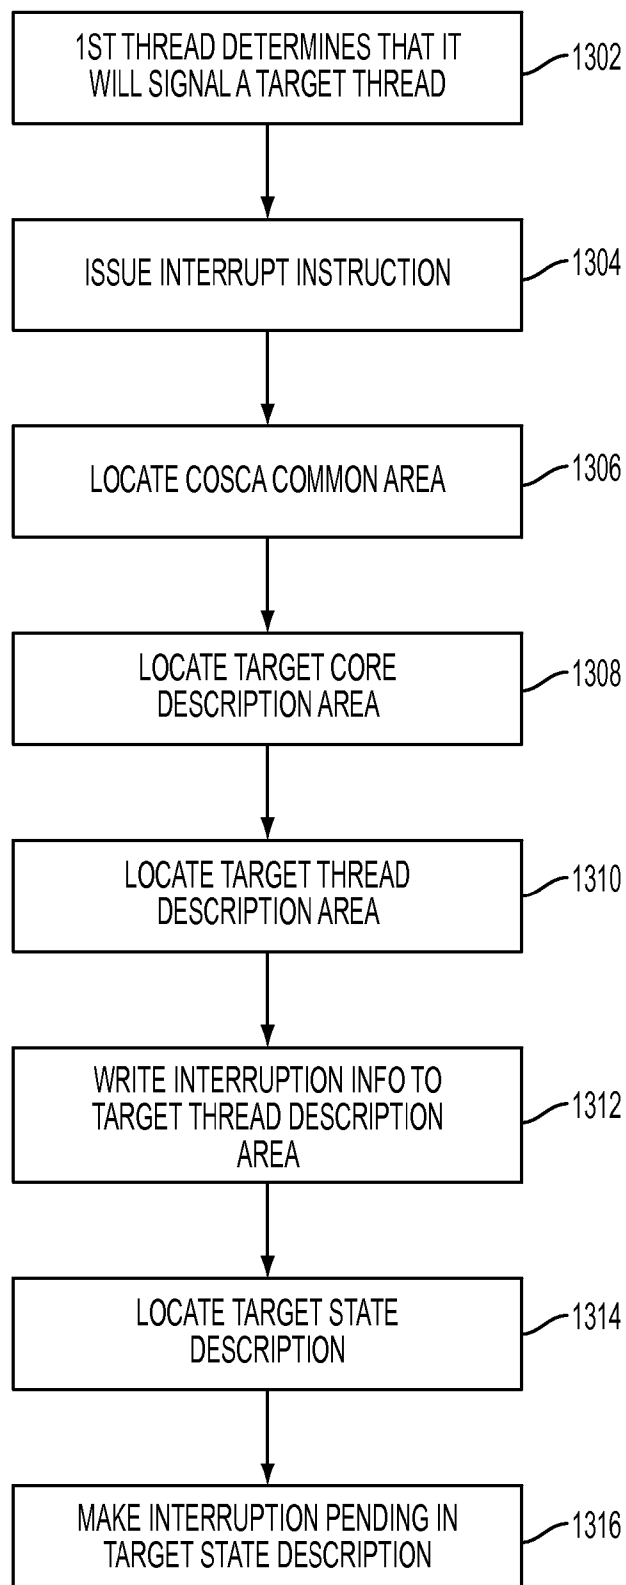 1ST THREAD DETERMINES THAT IT
WILL SIGNAL A TARGET THREAD
1302
ISSUE INTERRUPT INSTRUCTION
1304
LOCATE COSCA COMMON AREA
1306
LOCATE TARGET CORE
DESCRIPTION AREA
1308
LOCATE TARGET THREAD
DESCRIPTION AREA
1310
WRITE INTERRUPTION INFO TO
TARGET THREAD DESCRIPTION
AREA
1312
LOCATE TARGET STATE
DESCRIPTION
1314
MAKE INTERRUPTION PENDING IN
TARGET STATE DESCRIPTION
1316